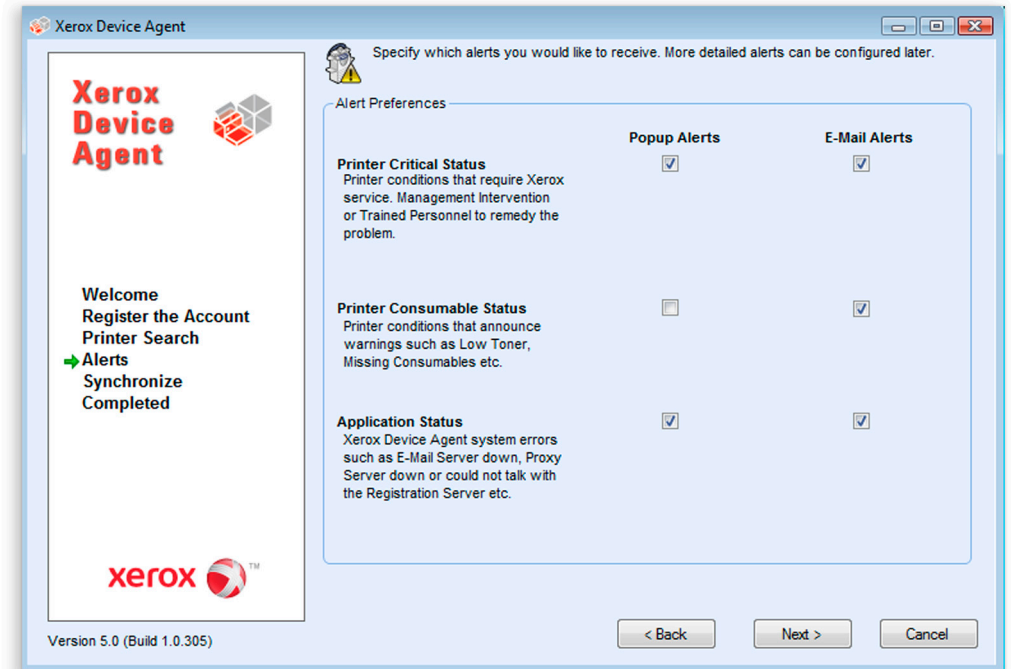 Xerox Device Agent
Xerox
Device
Agent
Welcome
Register the Account
Printer Search
Alerts
Synchronize
Completed
xerox TM
Version 5.0 (Build 1.0.305)
Specify which alerts you would like to receive. More detailed alerts can be configured later.
Alert Preferences
Popup Alerts
E-Mail Alerts
Printer Critical Status
Printer conditions that require Xerox
service. Management Intervention
or Trained Personnel to remedy the
problem.
Printer Consumable Status
Printer conditions that announce
warnings such as Low Toner,
Missing Consumables etc.
Application Status
Xerox Device Agent system errors
such as E-Mail Server down, Proxy
Server down or could not talk with
the Registration Server etc.
< Back
Next >
Cancel